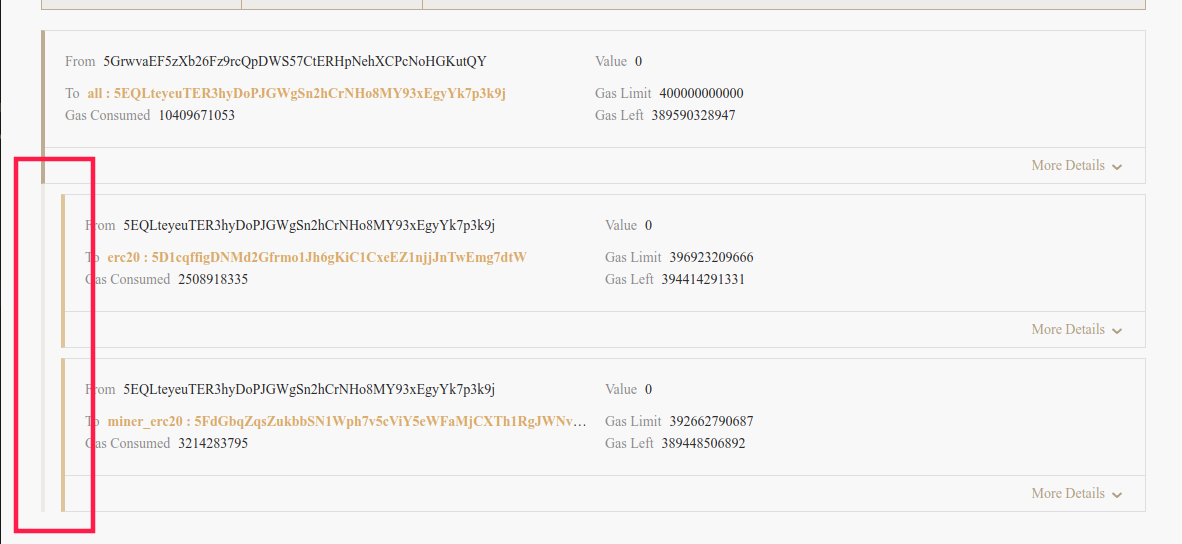 From 5GrwvaEF5zXb26Fz9rcQpDWS57CtERHpNehXCPcNoHGKutQY Value 0
To all : 5EQLteyeuTER3hyDoPJGWgSn2hCrNHo8MY93xEgyYk7p3k9j Gas Limit 400000000000
Gas Consumed 10409671053 Gas Left 389590328947
More Details
From 5EQLteyeuTER3hyDoPJGWgSn2hCrNHo8MY93xEgyYk7p3k9j Value 0
To erc20 : 5D1cqffigDNMd2Gfrmo1Jh6gKiC1CxeEZ1njjJnTwEmg7dtW Gas Limit 396923209666
Gas Consumed 2508918335 Gas Left 394414291331
More Details
From 5EQLteyeuTER3hyDoPJGWgSn2hCrNHo8MY93xEgyYk7p3k9j Value 0
To miner_erc20 : 5FdGbqZqsZukbbSN1Wph7v5cViY5eWFaMjCXTh1RgJWNv... Gas Limit 392662790687
Gas Consumed 3214283795 Gas Left 389448506892
More Details